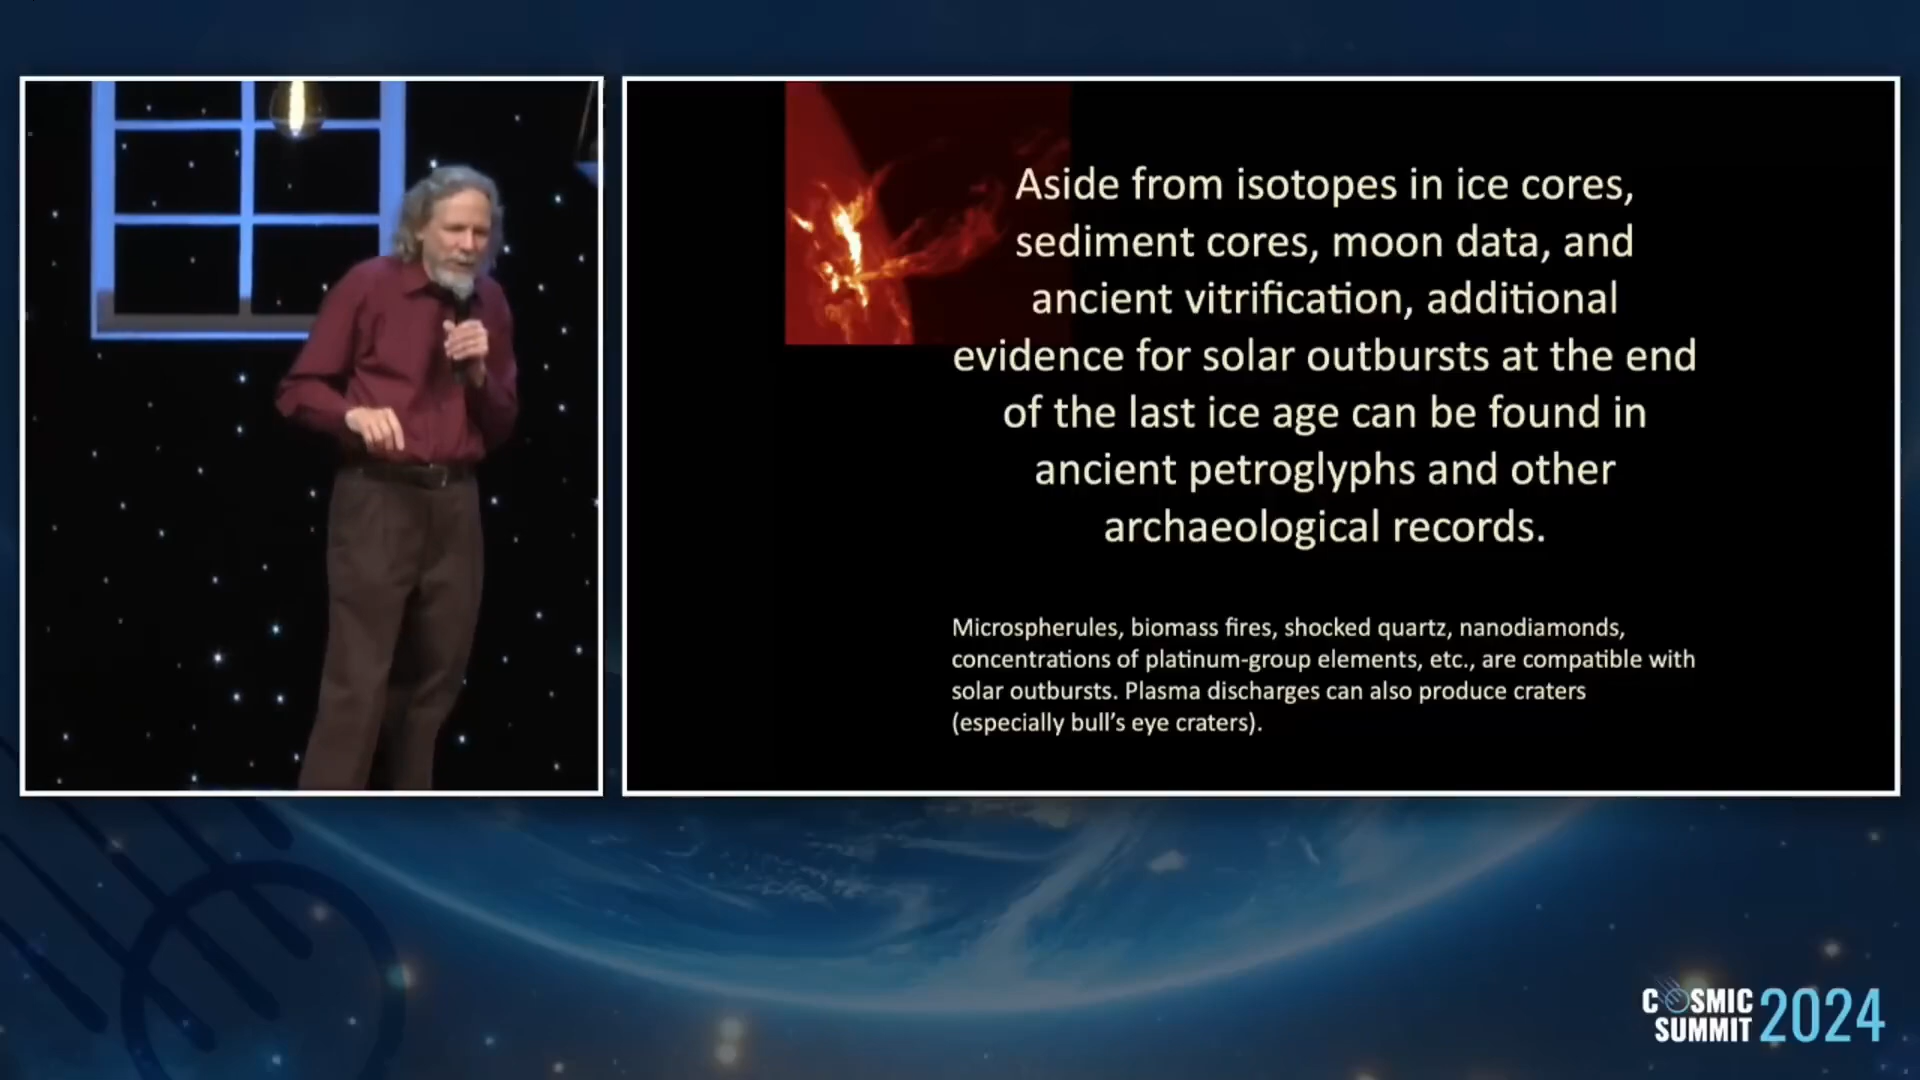 Aside from isotopes in ice cores,
sediment cores, moon data, and
ancient vitrification, additional
evidence for solar outbursts at the end
of the last ice age can be found in
ancient petroglyphs and other
archaeological records.
Microspherules, biomass fires, shocked quartz, nanodiamonds,
concentrations of platinum-group elements, etc., are compatible with
solar outbursts. Plasma discharges can also produce craters
(especially bull's eye craters).
COSMIC
SUMMIT 2024